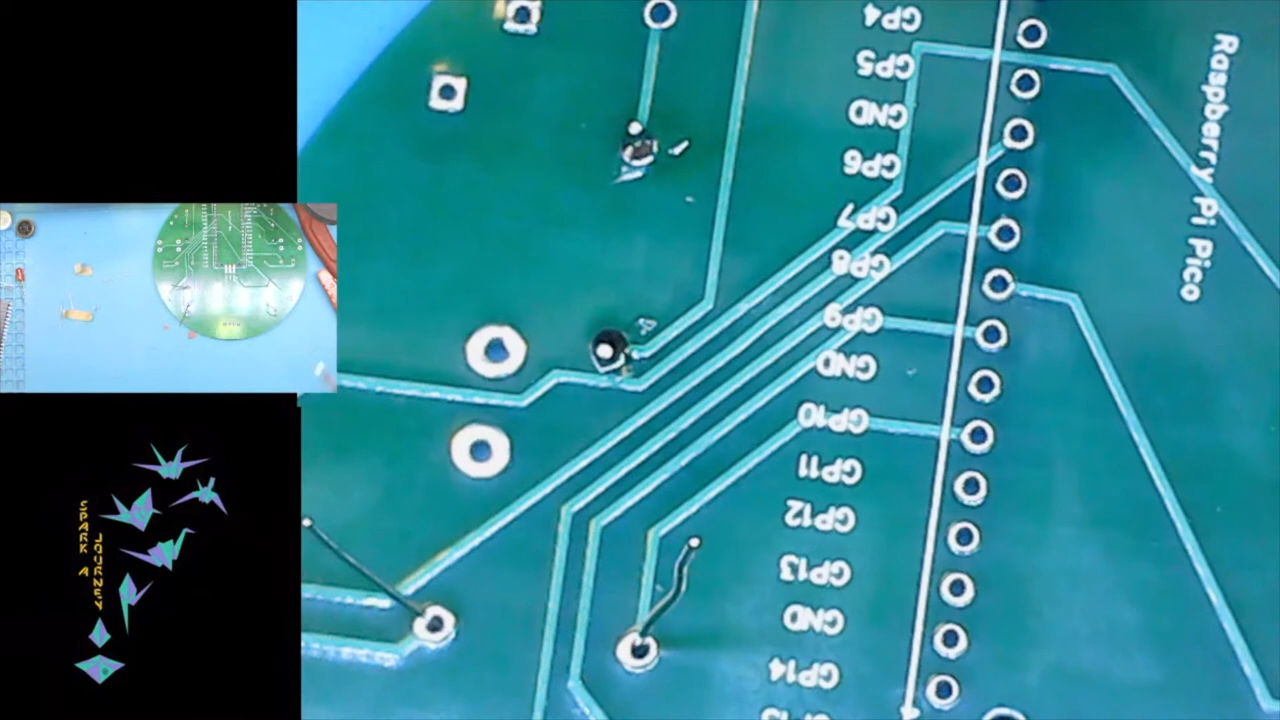 GP4
GP5
GND
GP6
GP7
GP8
GP9
GND
GP10
GP11
GP12
GP13
GND
GP14
Raspberry Pi Pico
SPARK A
JOURNEY